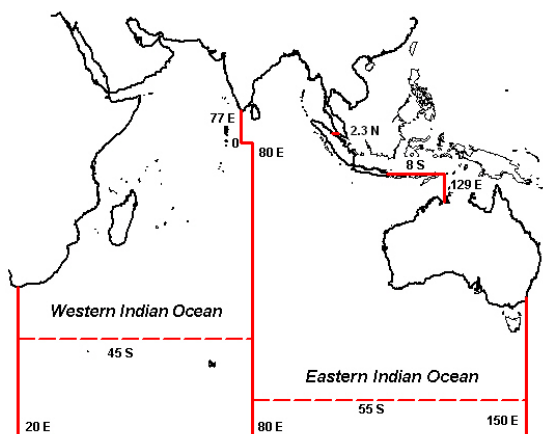 77 E
2.3 N
0
80 E
8 S
129 E
Western Indian Ocean
45 S
Eastern Indian Ocean
55 S
20 E
80 E
150 E